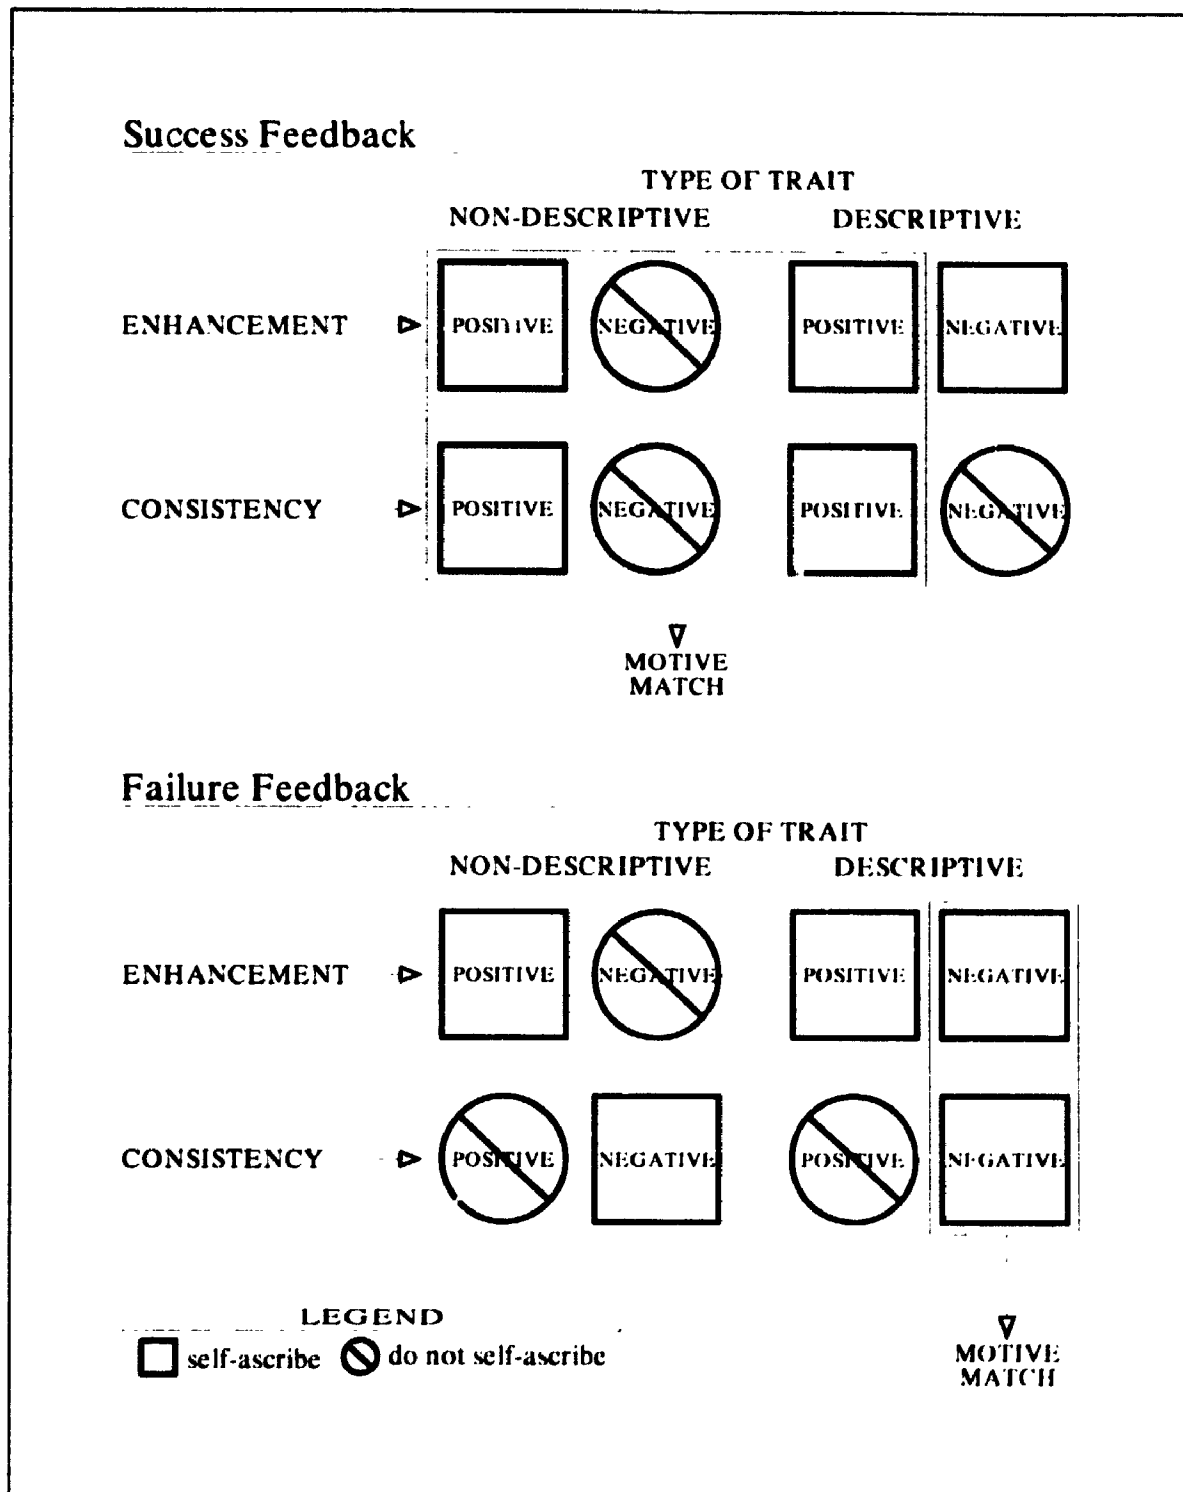 Success Feedback
TYPE OF TRAIT
NON-DESCRIPTIVE DESCRIPTIVE
ENHANCEMENT POSITIVE NEGATIVE POSITIVE NEGATIVE
CONSISTENCY POSITIVE NEGATIVE POSITIVE NEGATIVE
MOTIVE
MATCH
Failure Feedback
TYPE OF TRAIT
NON-DESCRIPTIVE DESCRIPTIVE
ENHANCEMENT POSITIVE NEGATIVE POSITIVE NEGATIVE
CONSISTENCY POSITIVE NEGATIVE POSITIVE NEGATIVE
LEGEND
self-ascribe do not self-ascribe
MOTIVE
MATCH